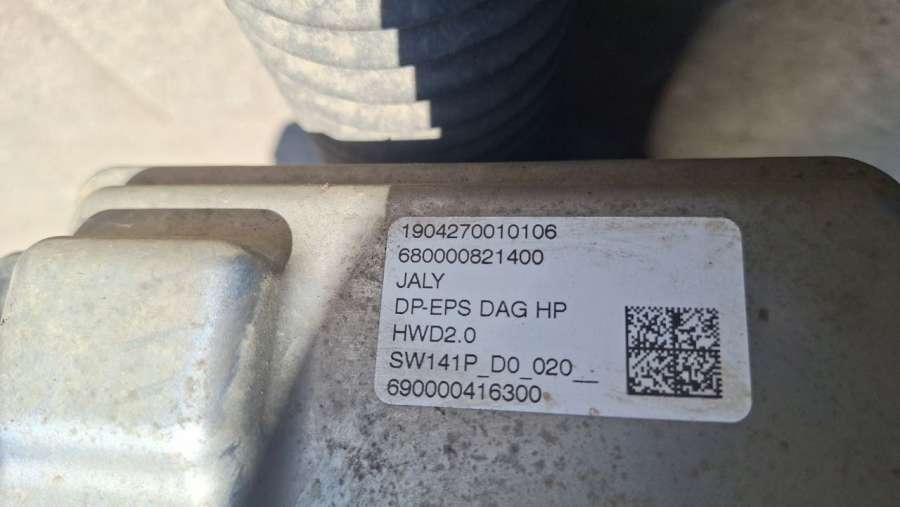 1904270010106
680000821400
JALY
DP-EPS DAG HP
HWD2.0
SW141P_D0_020__
690000416300